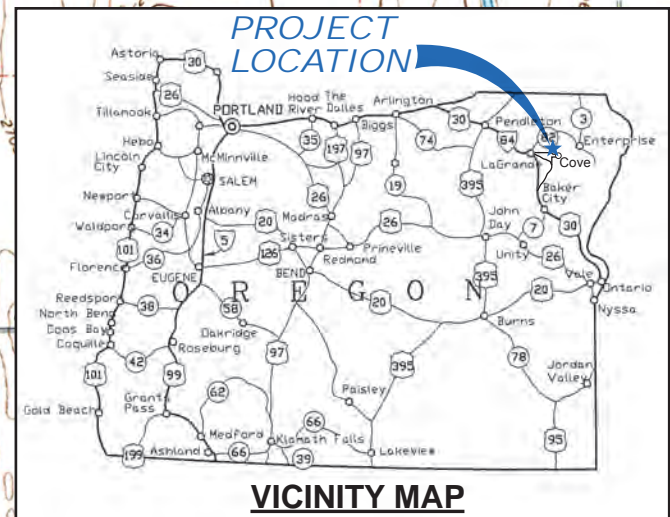 PROJECT
LOCATION
Astoria
30
Seaside
26
Tillamook
PORTLAND
Hood
River
The
Dalles
Arlington
Biggs
30
Pendleton
3
35
197
97
74
84
82
Enterprise
Hebo
McMinnville
LaGrande
Cove
Lincoln
City
SALEM
19
395
Baker
City
Newport
Corvallis
Albany
26
Madras
John
Day
7
30
Waldport
34
20
Sisters
26
Unity
26
101
36
5
126
Redmond
Prineville
Vale
Ontario
Florence
EUGENE
BEND
395
20
Nyssa
OREGON
Reedsport
38
58
20
North Bend
Coos Bay
Oakridge
Burns
Coquille
42
Roseburg
97
78
Jordan
Valley
101
99
62
Paisley
395
Gold Beach
Grants
Pass
Medford
66
Klamath Falls
95
199
Ashland
66
39
Lakeview
VICINITY MAP